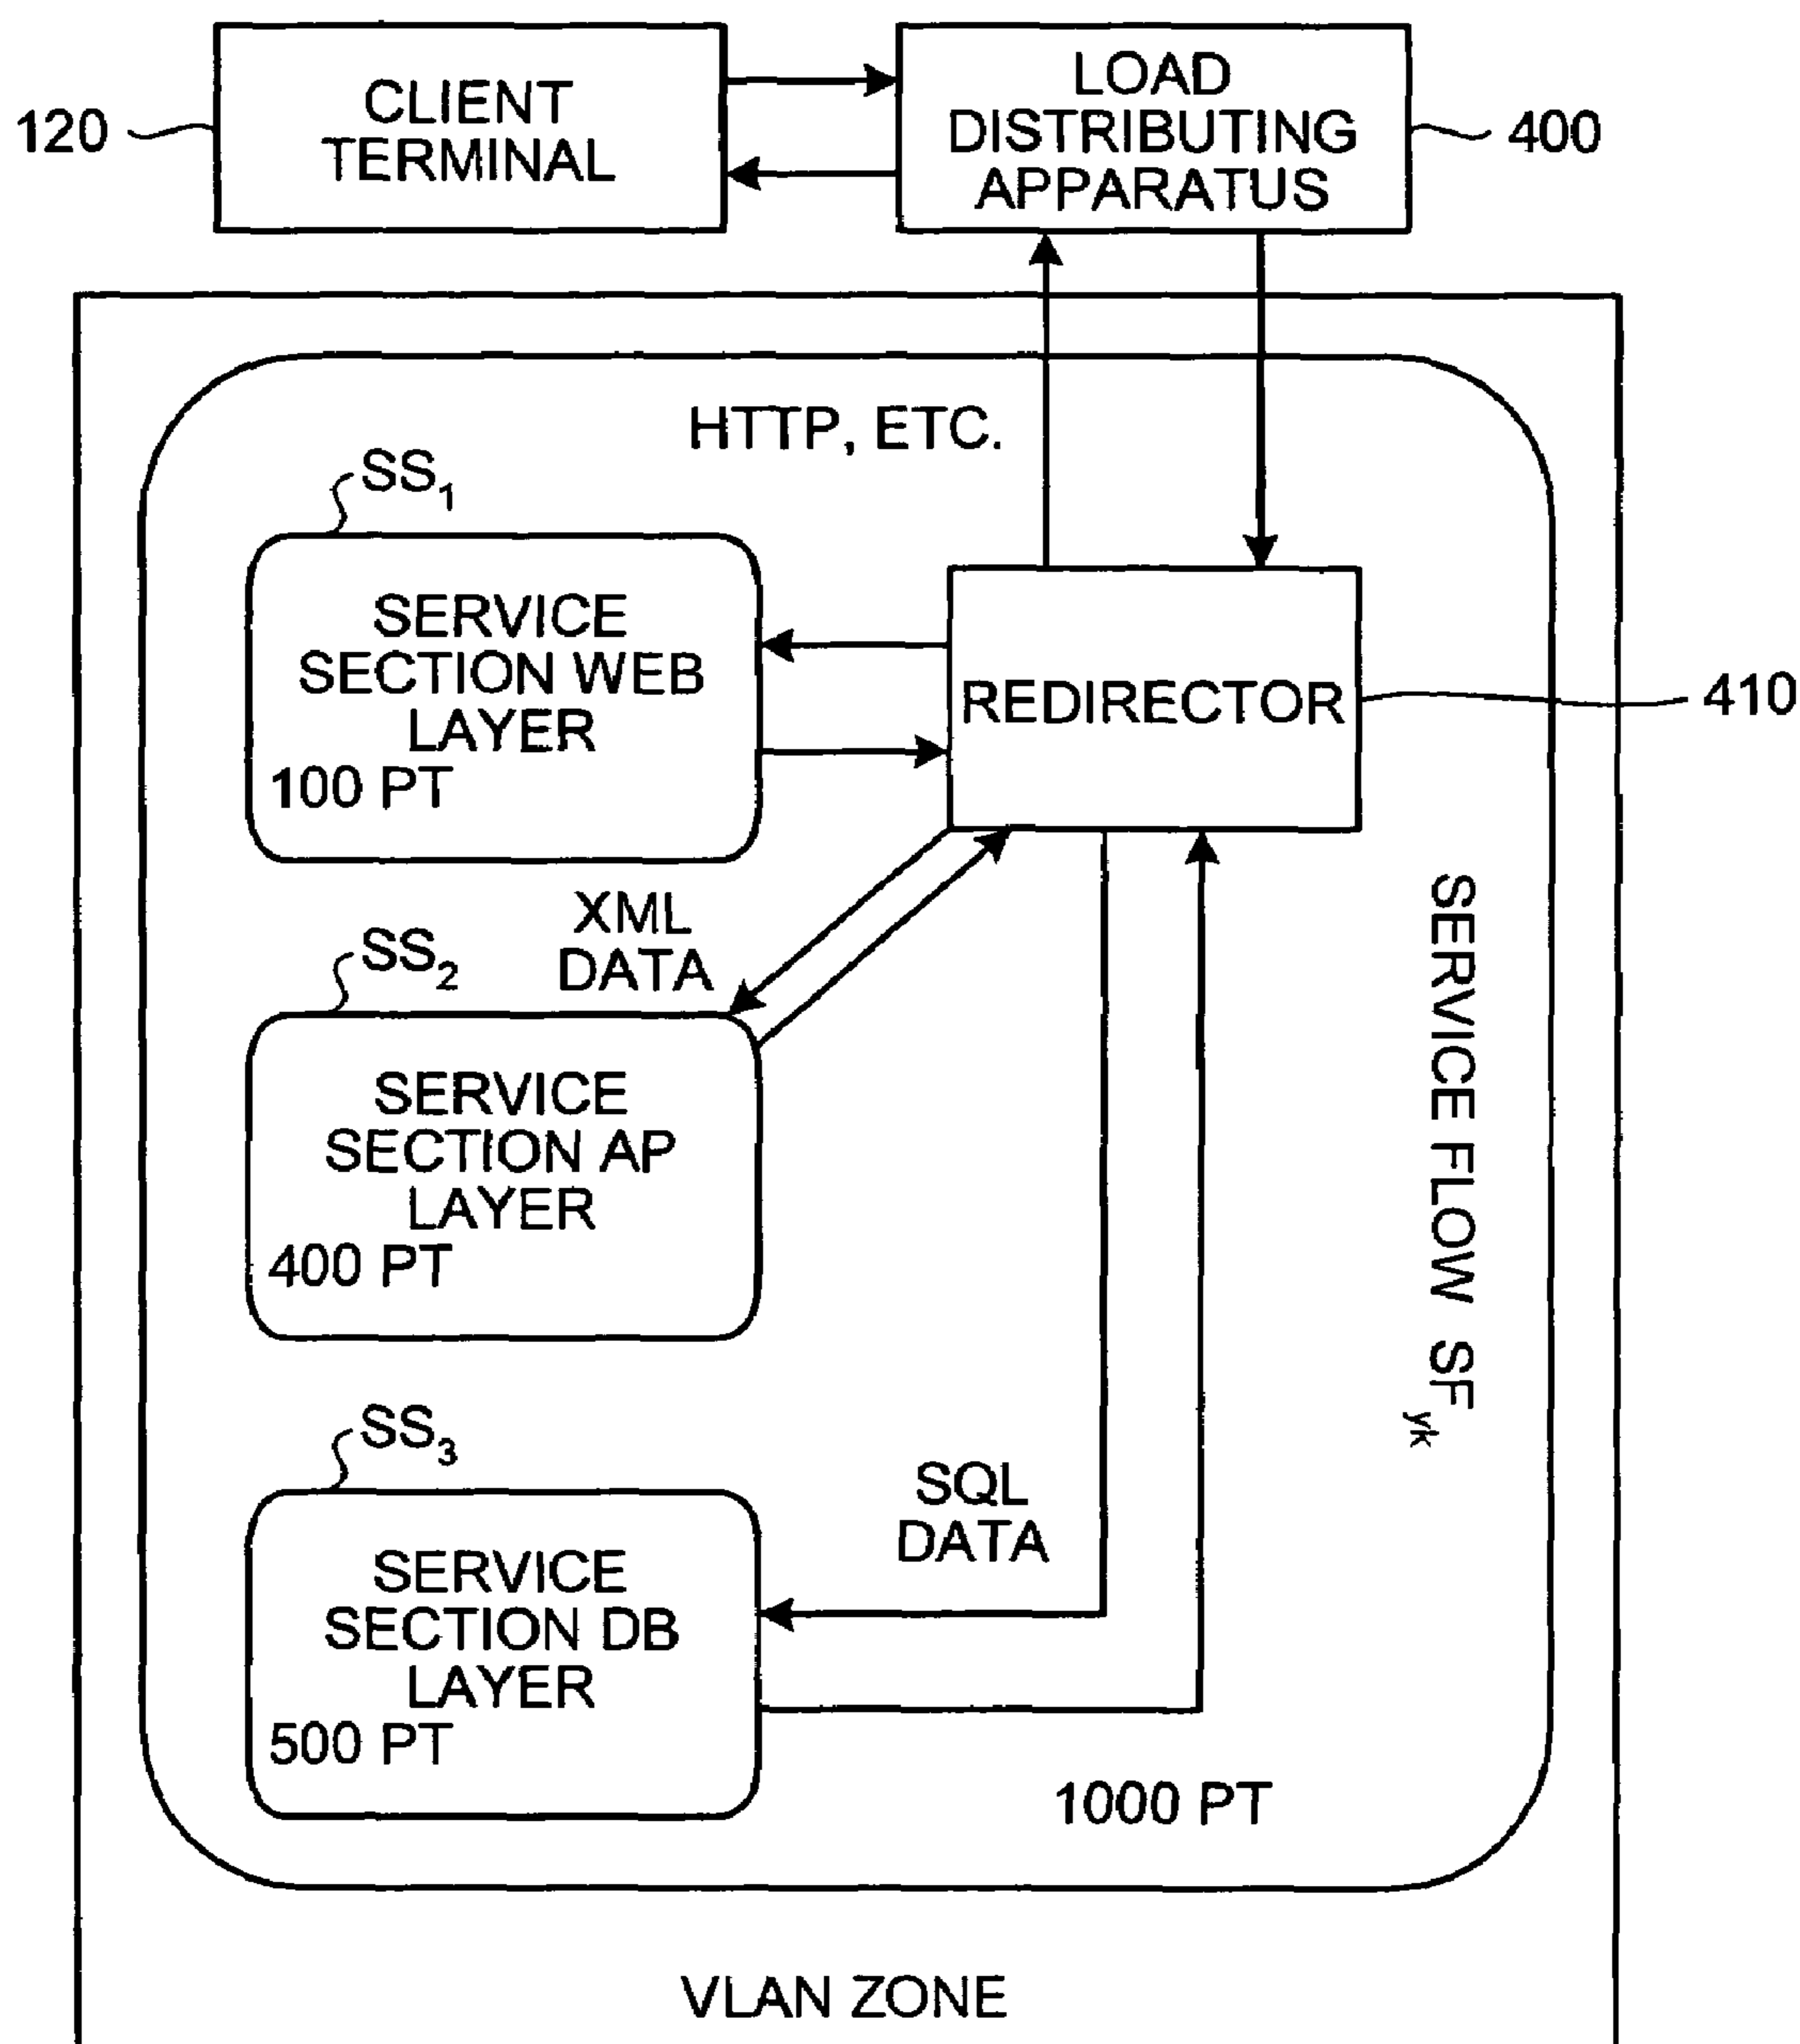 CLIENT
TERMINAL
120
LOAD
DISTRIBUTING
APPARATUS
400
HTTP, ETC.
SS1
SERVICE
SECTION WEB
LAYER
100 PT
REDIRECTOR
410
XML
DATA
SS2
SERVICE
SECTION AP
LAYER
400 PT
SERVICE FLOW SFyk
SS3
SQL
DATA
SERVICE
SECTION DB
LAYER
500 PT
1000 PT
VLAN ZONE